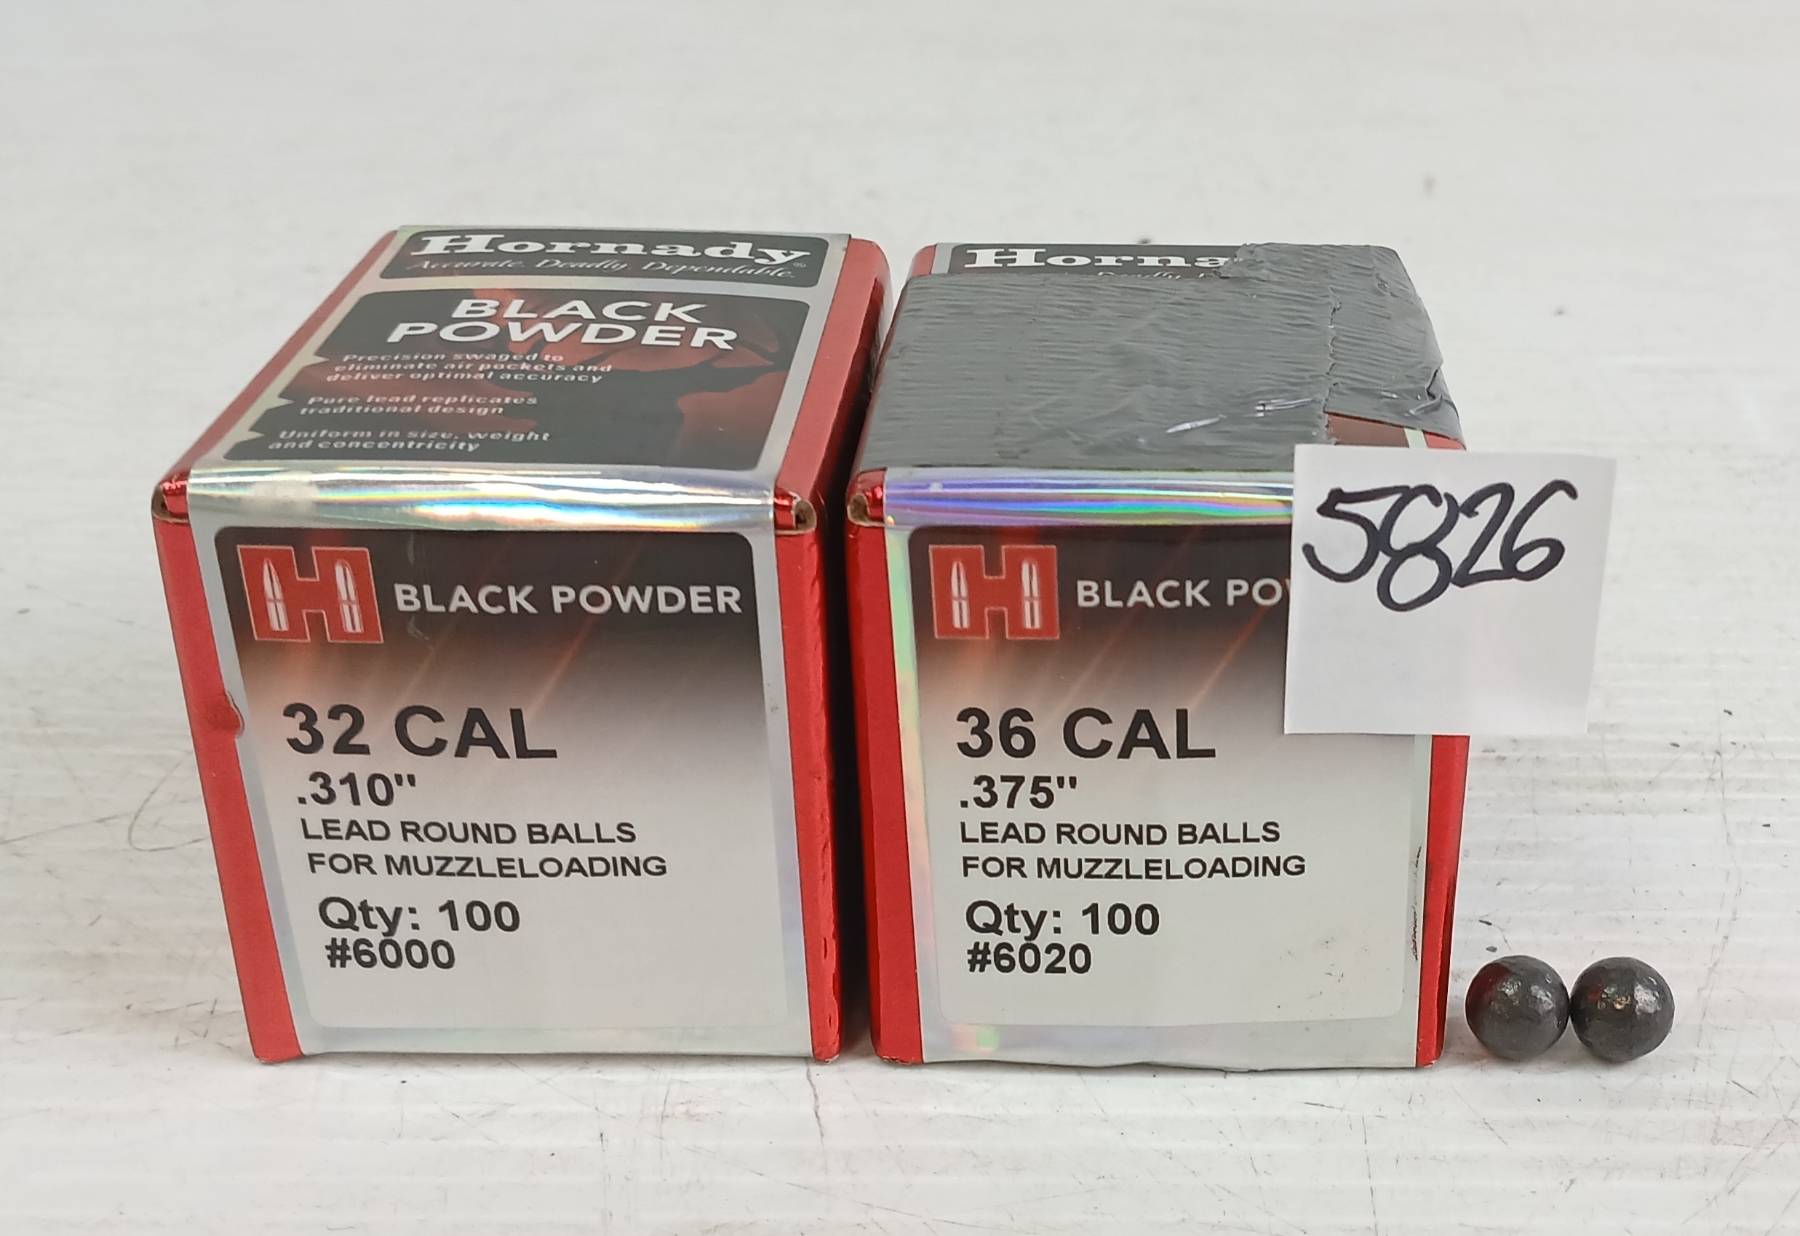 Hornady®
Accurate. Deadly. Dependable.
BLACK
POWDER
Precision swaged to
eliminate air pockets and
deliver optimal accuracy
Pure lead replicates
traditional design
Uniform in size, weight
and concentricity
BLACK POWDER
32 CAL
.310"
LEAD ROUND BALLS
FOR MUZZLELOADING
Qty: 100
#6000
Horna
Deadly.
BLACK PO
36 CAL
.375"
LEAD ROUND BALLS
FOR MUZZLELOADING
Qty: 100
#6020
5826